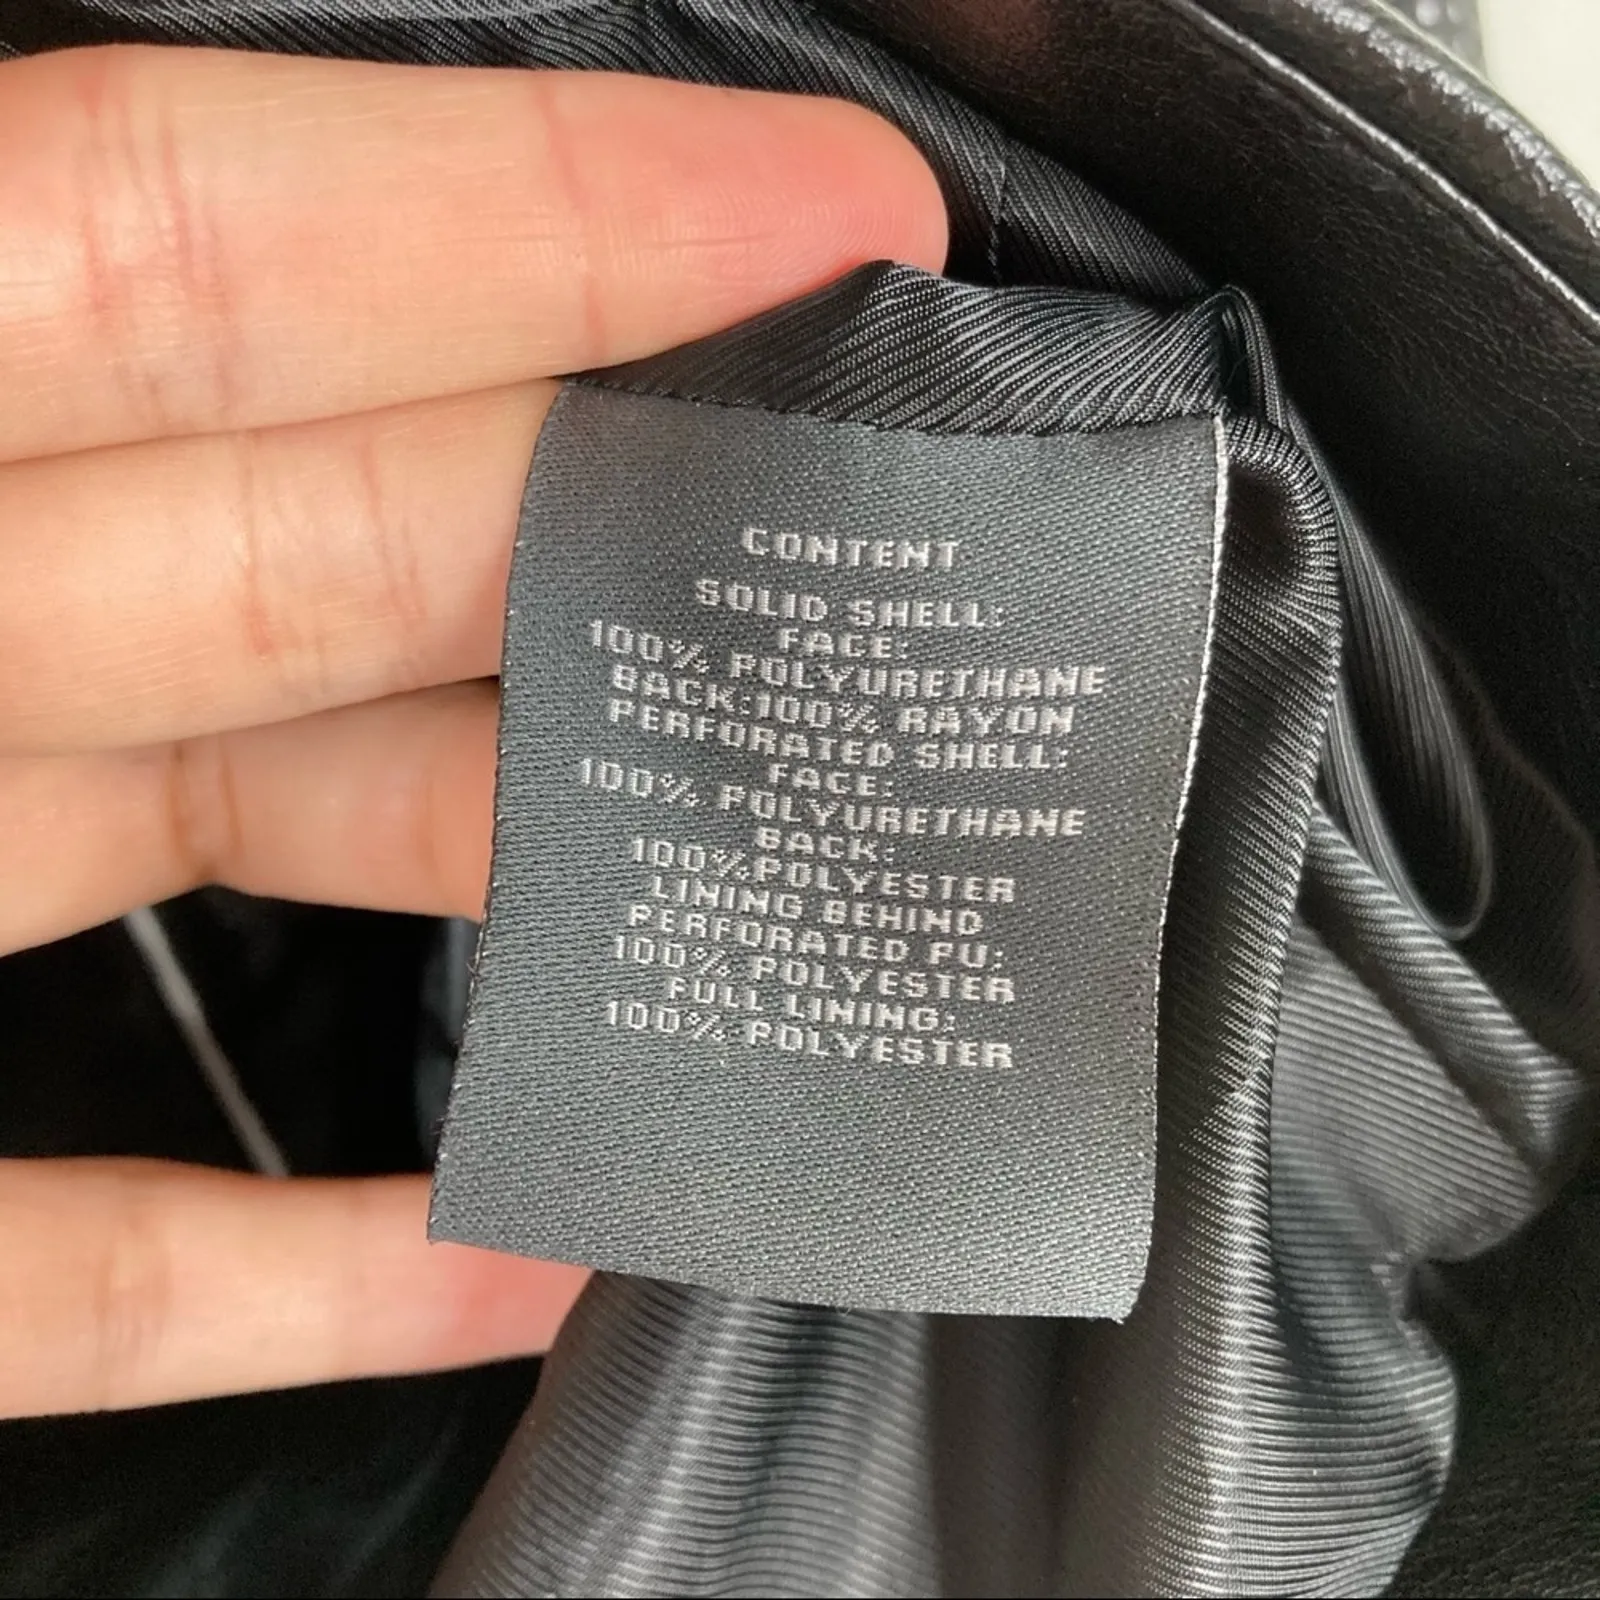 CONTENT
SOLID SHELL:
FACE:
100% POLYURETHANE
BACK:100% RAYON
PERFORATED SHELL:
FACE:
100% POLYURETHANE
BACK:
100%POLYESTER
LINING BEHIND
PERFORATED PU:
100% POLYESTER
FULL LINING:
100% POLYESTER